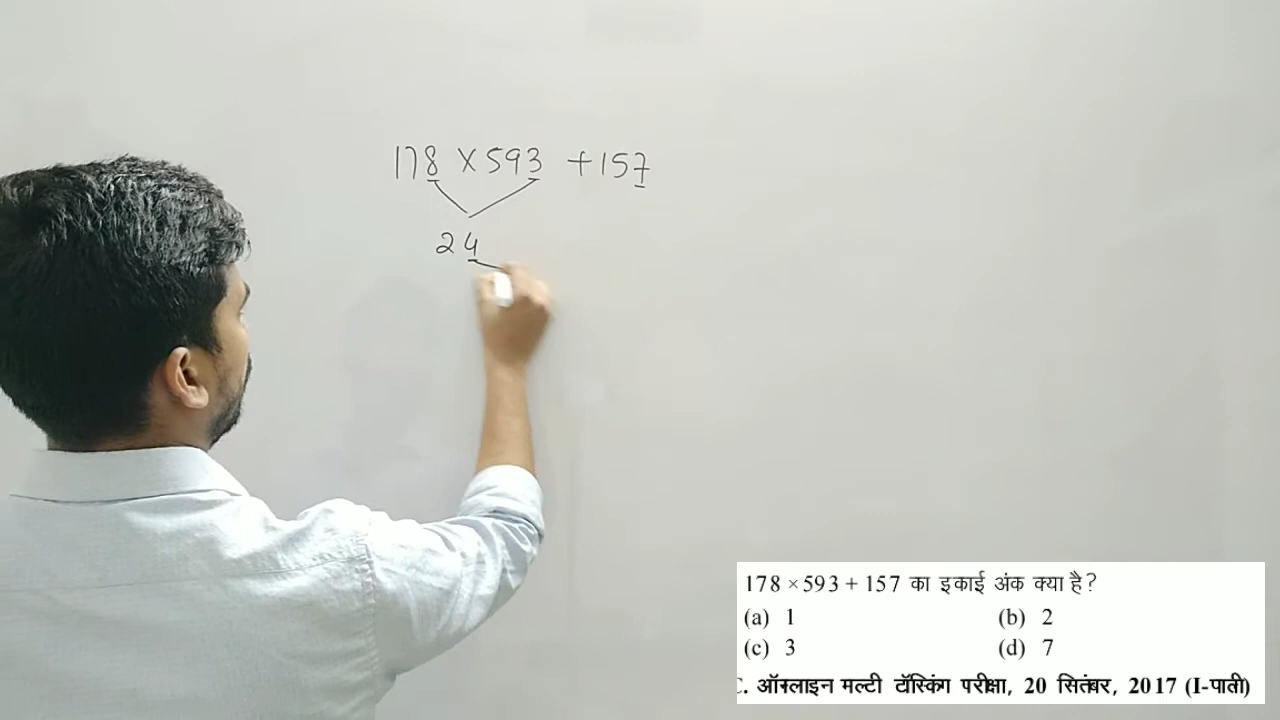 178 × 593 + 157
24
178 × 593 + 157 का इकाई अंक क्या है?
(a) 1 (b) 2
(c) 3 (d) 7
. ऑनलाइन मल्टी टॉस्किंग परीक्षा, 20 सितंबर, 2017 (I-पाली)